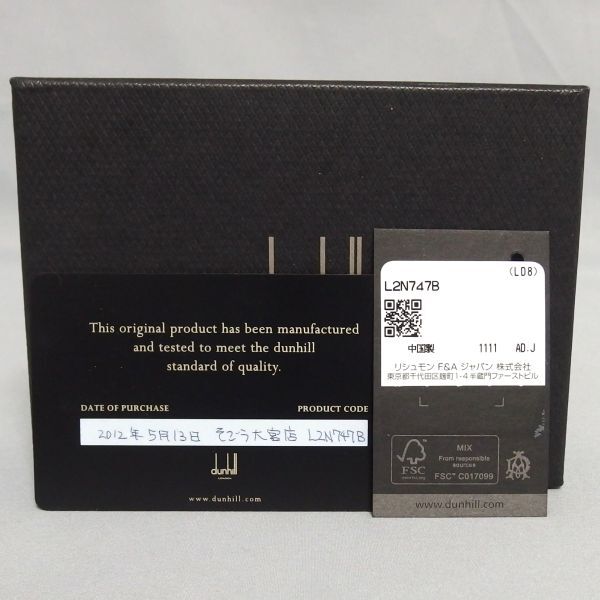 This original product has been manufactured
and tested to meet the dunhill
standard of quality.
DATE OF PURCHASE
PRODUCT CODE
2012年5月13日 そごう大宮店 L2N747B
dunhill
LONDON
www.dunhill.com
(LD8)
L2N747B
中国製 1111 AD.J
リシュモン F&A ジャパン 株式会社
東京都千代田区麹町1-4半蔵門ファーストビル
FSC
MIX
From responsible
sources
FSC™ C017099
www.dunhill.com